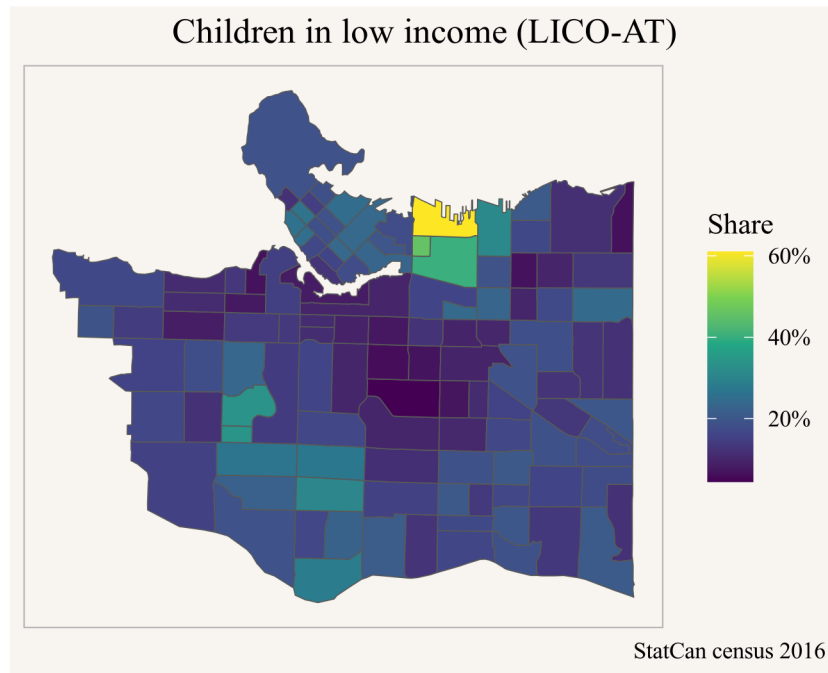 Children in low income (LICO-AT)
Share
60%
40%
20%
StatCan census 2016